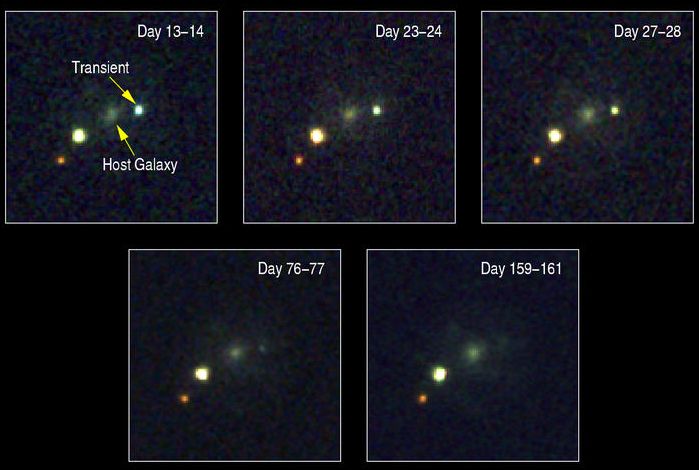 Day 13–14
Transient
Host Galaxy
Day 23–24
Day 27–28
Day 76–77
Day 159–161